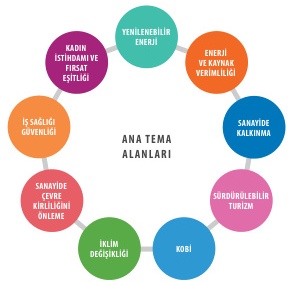 YENİLENEBİLİR
ENERJİ
ENERJİ
VE KAYNAK
VERİMLİLİĞİ
SANAYİDE
KALKINMA
SÜRDÜRÜLEBİLİR
TURİZM
KOBİ
İKLİM
DEĞİŞİKLİĞİ
SANAYİDE
ÇEVRE
KİRLİLİĞİNİ
ÖNLEME
İŞ SAĞLIĞI
GÜVENLİĞİ
KADIN
İSTİHDAMI VE
FIRSAT
EŞİTLİĞİ
ANA TEMA
ALANLARI